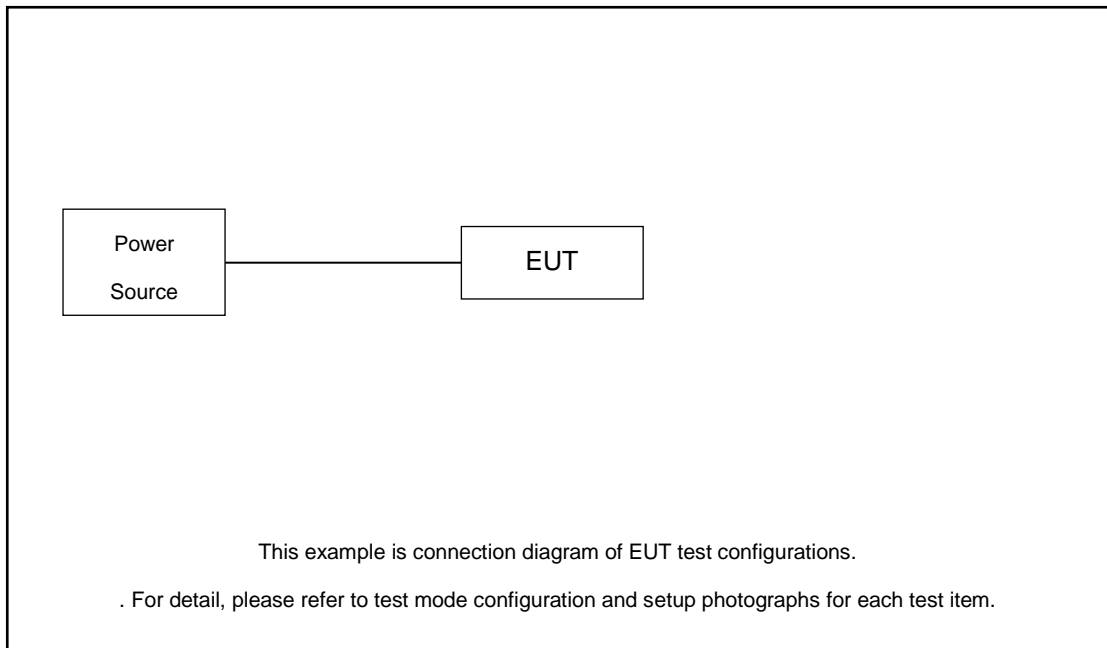 Power
Source
EUT
This example is connection diagram of EUT test configurations.
. For detail, please refer to test mode configuration and setup photographs for each test item.